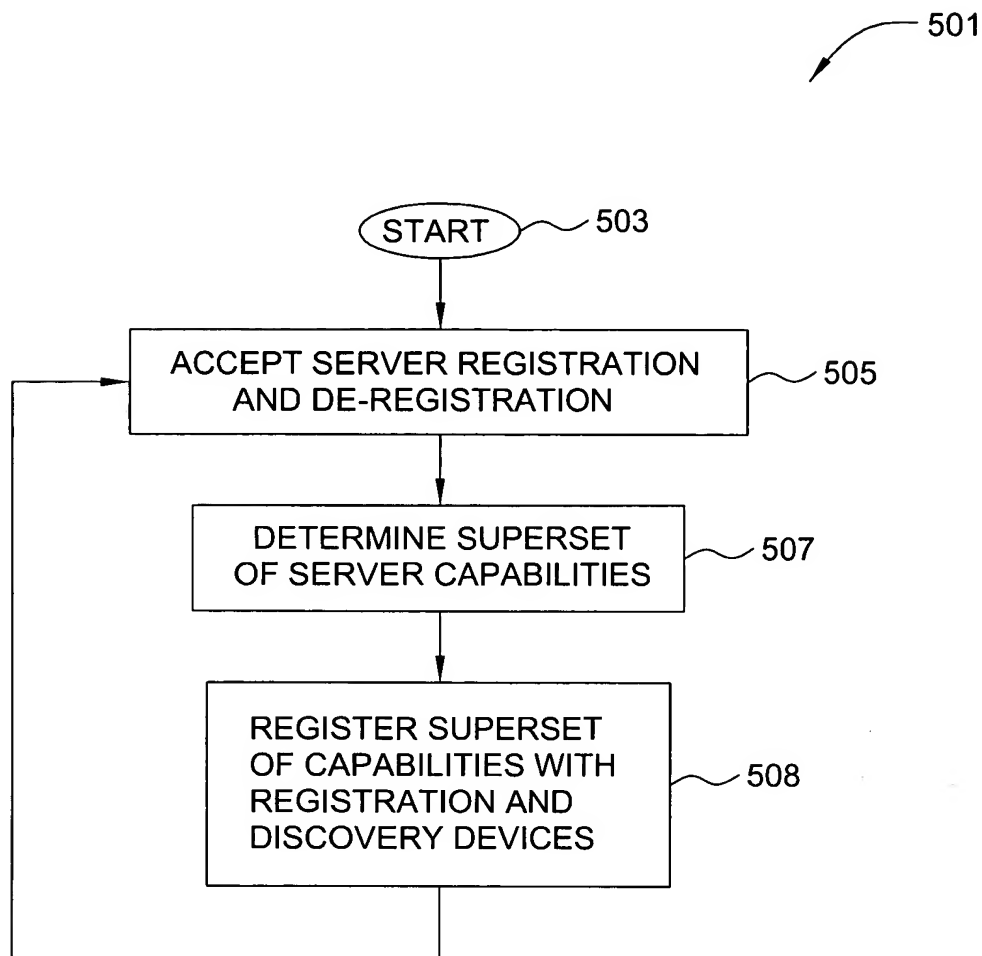 501
START
503
ACCEPT SERVER REGISTRATION
AND DE-REGISTRATION
505
DETERMINE SUPERSET
OF SERVER CAPABILITIES
507
REGISTER SUPERSET
OF CAPABILITIES WITH
REGISTRATION AND
DISCOVERY DEVICES
508